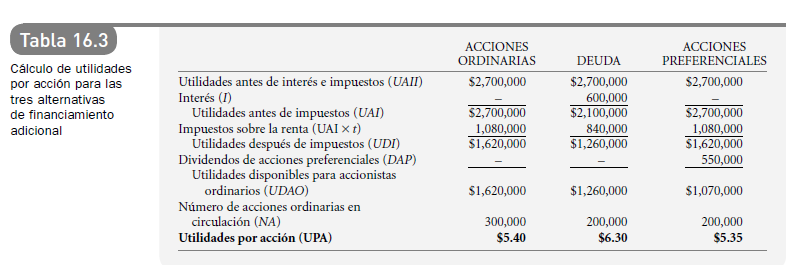 Tabla 16.3
Cálculo de utilidades
por acción para las
tres alternativas
de financiamiento
adicional
ACCIONES ACCIONES
ORDINARIAS DEUDA PREFERENCIALES
Utilidades antes de interés e impuestos (UAII) $2,700,000 $2,700,000 $2,700,000
Interés (I) – 600,000 –
Utilidades antes de impuestos (UAI) $2,700,000 $2,100,000 $2,700,000
Impuestos sobre la renta (UAI × t) 1,080,000 840,000 1,080,000
Utilidades después de impuestos (UDI) $1,620,000 $1,260,000 $1,620,000
Dividendos de acciones preferenciales (DAP) – – 550,000
Utilidades disponibles para accionistas
ordinarios (UDAO) $1,620,000 $1,260,000 $1,070,000
Número de acciones ordinarias en
circulación (NA) 300,000 200,000 200,000
Utilidades por acción (UPA) $5.40 $6.30 $5.35